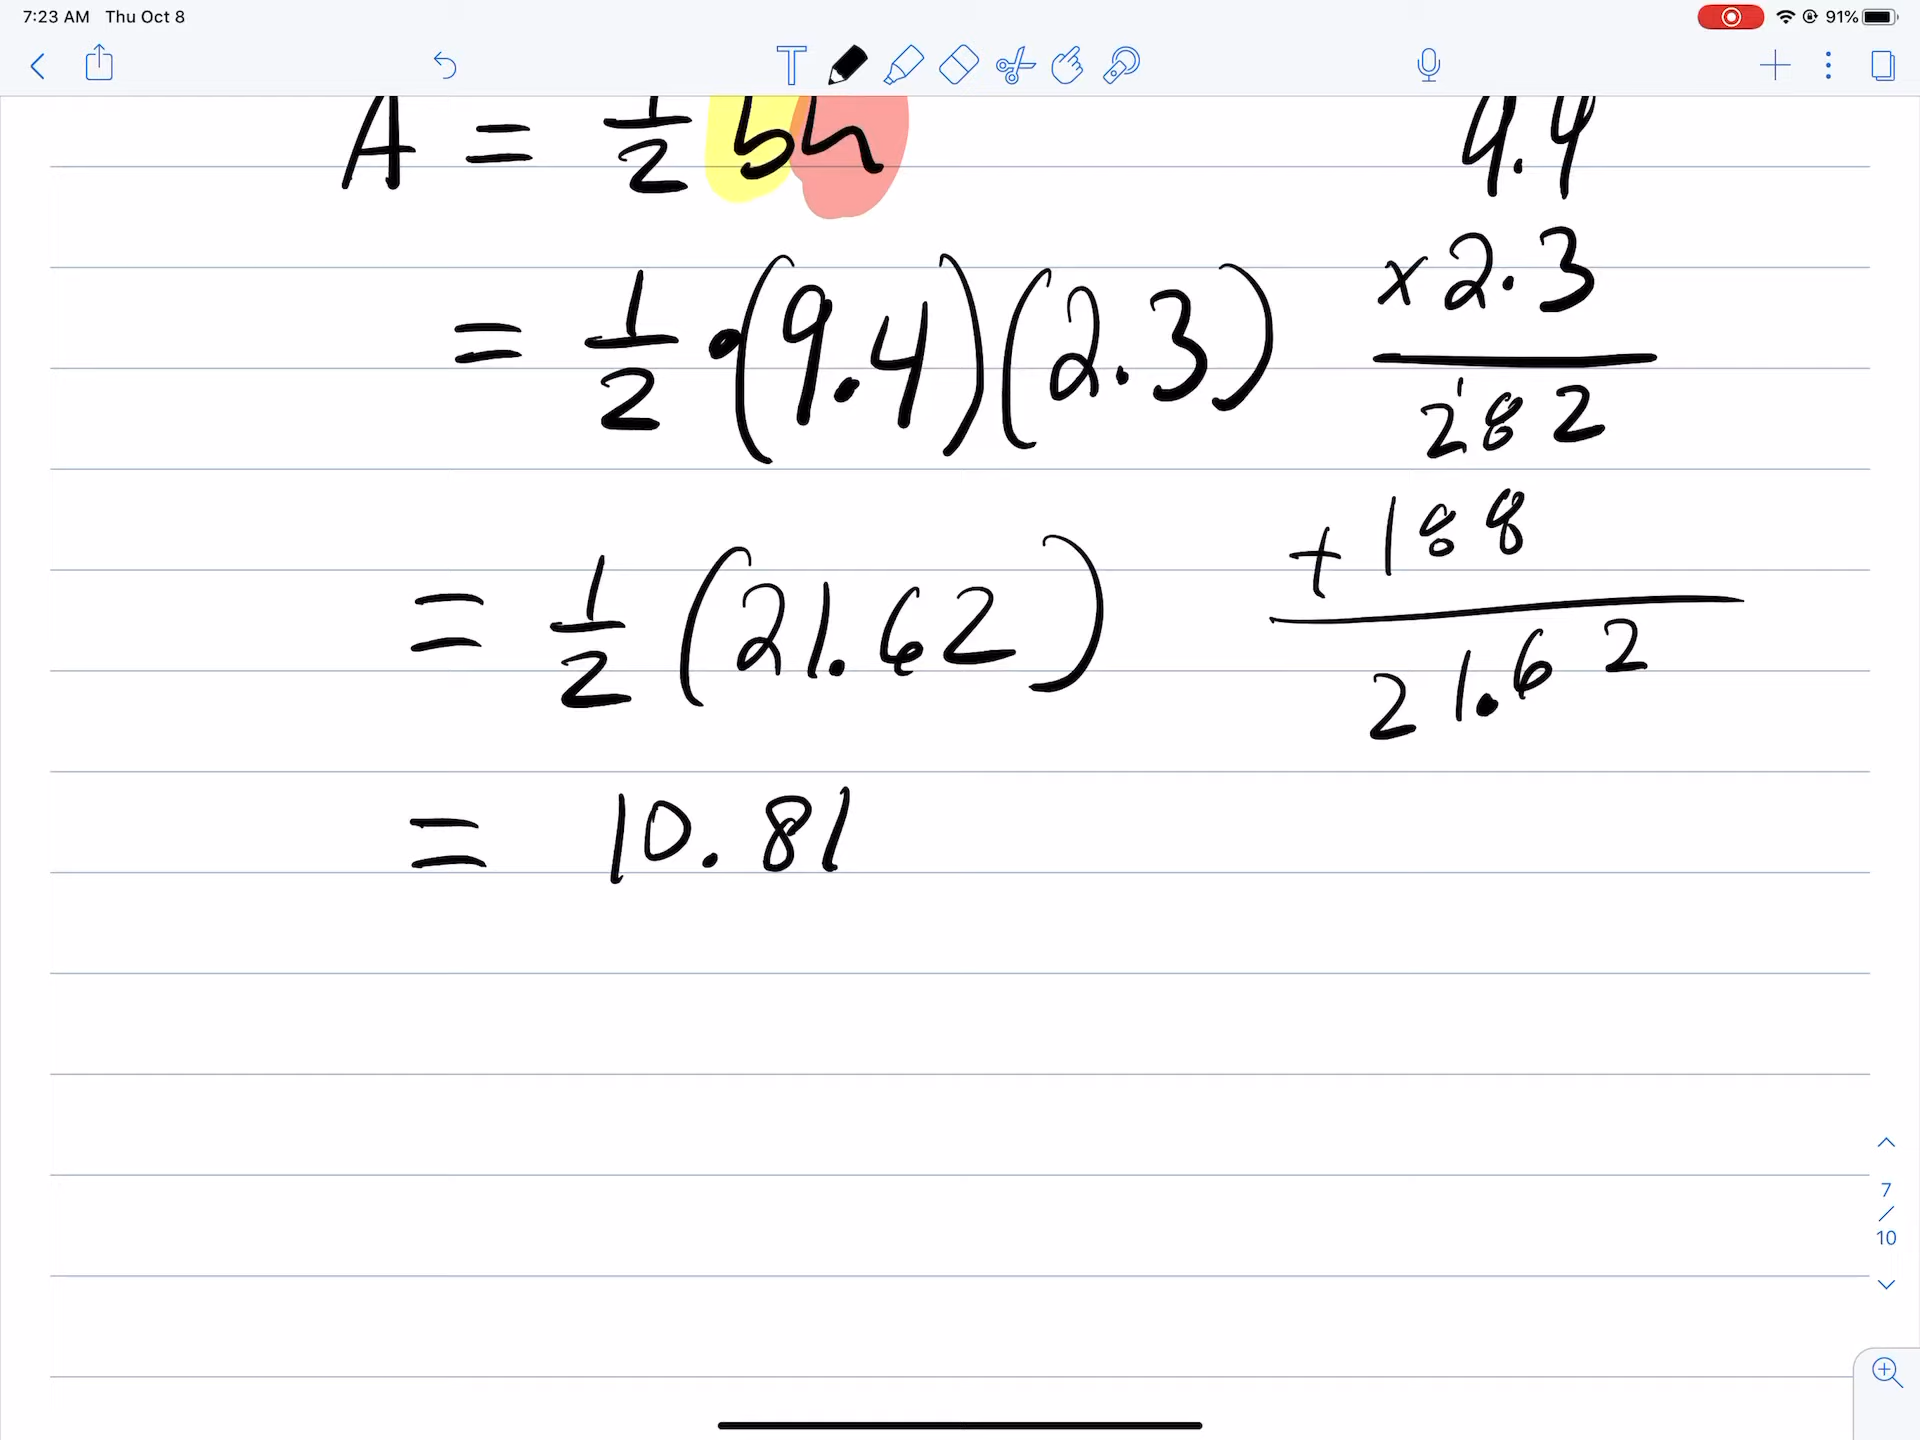 7:23 AM Thu Oct 8
91%
A = 1/2 bh
= 1/2 • (9.4)(2.3)
= 1/2 (21.62)
= 10.81
9.4
x 2.3
1
282
+ 188
21.62
7
/
10